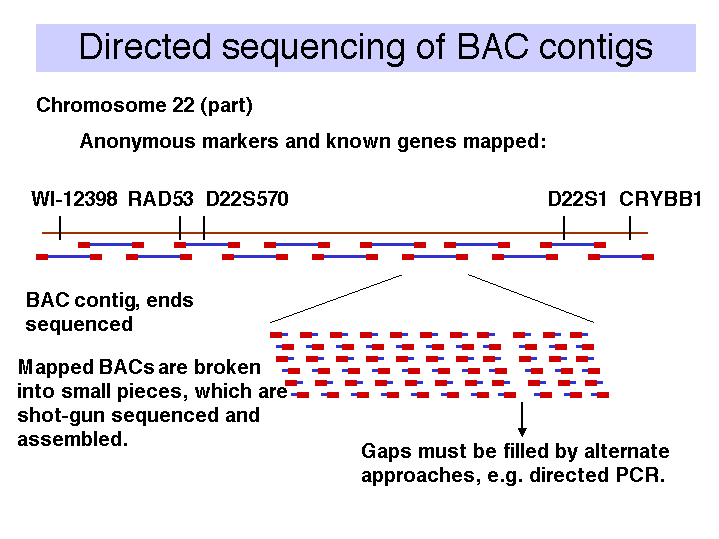 Directed sequencing of BAC contigs
Chromosome 22 (part)
Anonymous markers and known genes mapped:
WI-12398 RAD53 D22S570 D22S1 CRYBB1
BAC contig, ends
sequenced
Mapped BACs are broken
into small pieces, which are
shot-gun sequenced and
assembled.
Gaps must be filled by alternate
approaches, e.g. directed PCR.